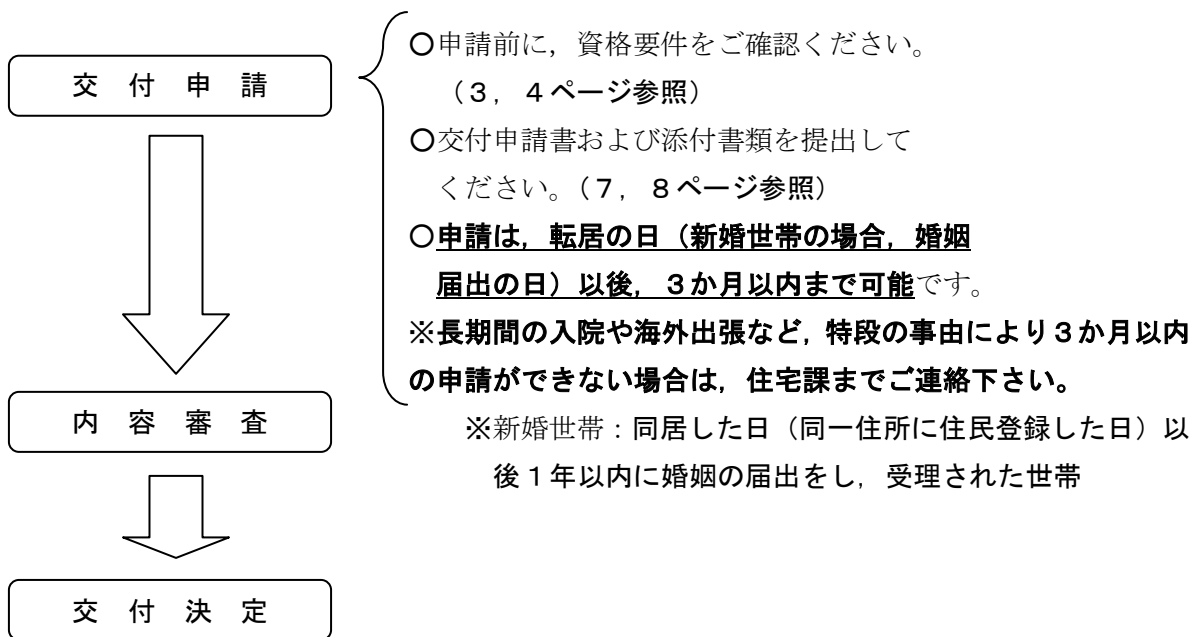 交 付 申 請
〇申請前に，資格要件をご確認ください。
（３，４ページ参照）
〇交付申請書および添付書類を提出して
ください。（７，８ページ参照）
〇申請は，転居の日（新婚世帯の場合，婚姻
届出の日）以後，３か月以内まで可能です。
※長期間の入院や海外出張など，特段の事由により３か月以内
の申請ができない場合は，住宅課までご連絡下さい。
※新婚世帯：同居した日（同一住所に住民登録した日）以
後１年以内に婚姻の届出をし，受理された世帯
内 容 審 査
交 付 決 定